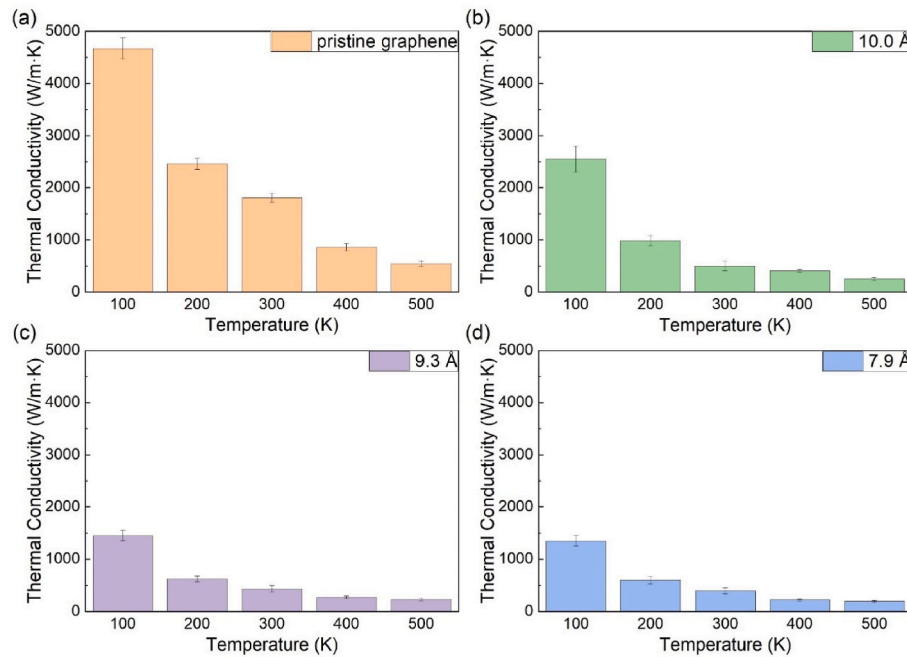 (a)
pristine graphene
Thermal Conductivity (W/m·K)
5000
4000
3000
2000
1000
0
100 200 300 400 500
Temperature (K)
(b)
10.0 Å
Thermal Conductivity (W/m·K)
5000
4000
3000
2000
1000
0
100 200 300 400 500
Temperature (K)
(c)
9.3 Å
Thermal Conductivity (W/m·K)
5000
4000
3000
2000
1000
0
100 200 300 400 500
Temperature (K)
(d)
7.9 Å
Thermal Conductivity (W/m·K)
5000
4000
3000
2000
1000
0
100 200 300 400 500
Temperature (K)